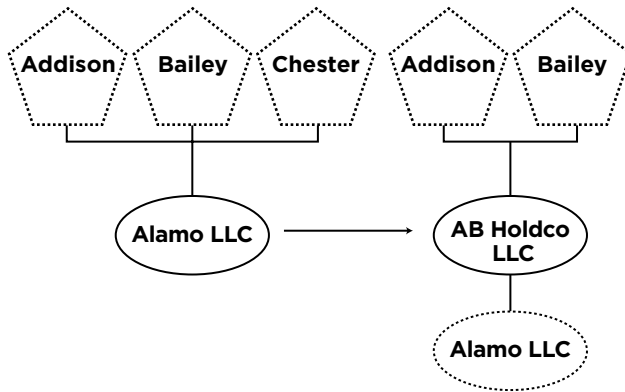 Addison
Bailey
Chester
Addison
Bailey
Alamo LLC
AB Holdco
LLC
Alamo LLC